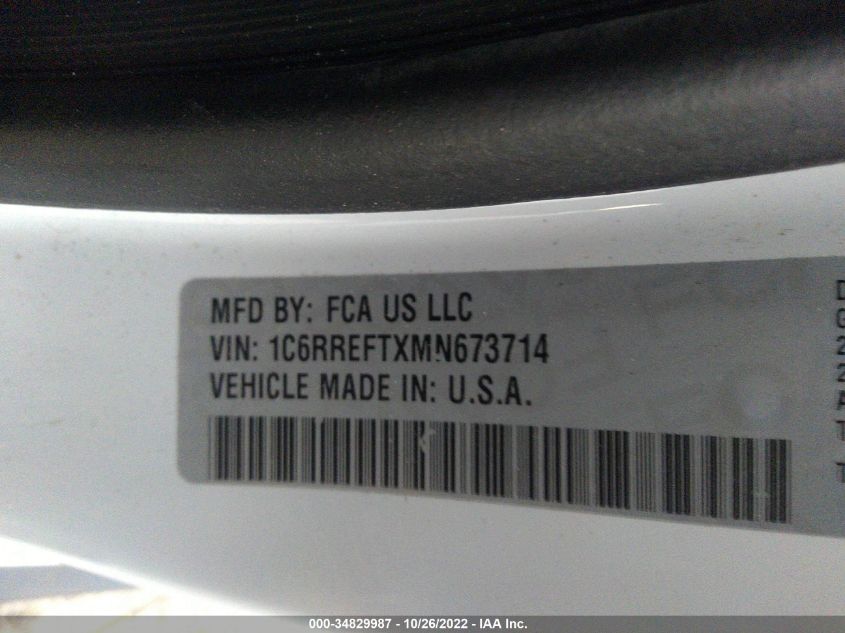 MFD BY: FCA US LLC
VIN: 1C6RREFTXMN673714
VEHICLE MADE IN: U.S.A.
000-34829987 - 10/26/2022 - IAA Inc.